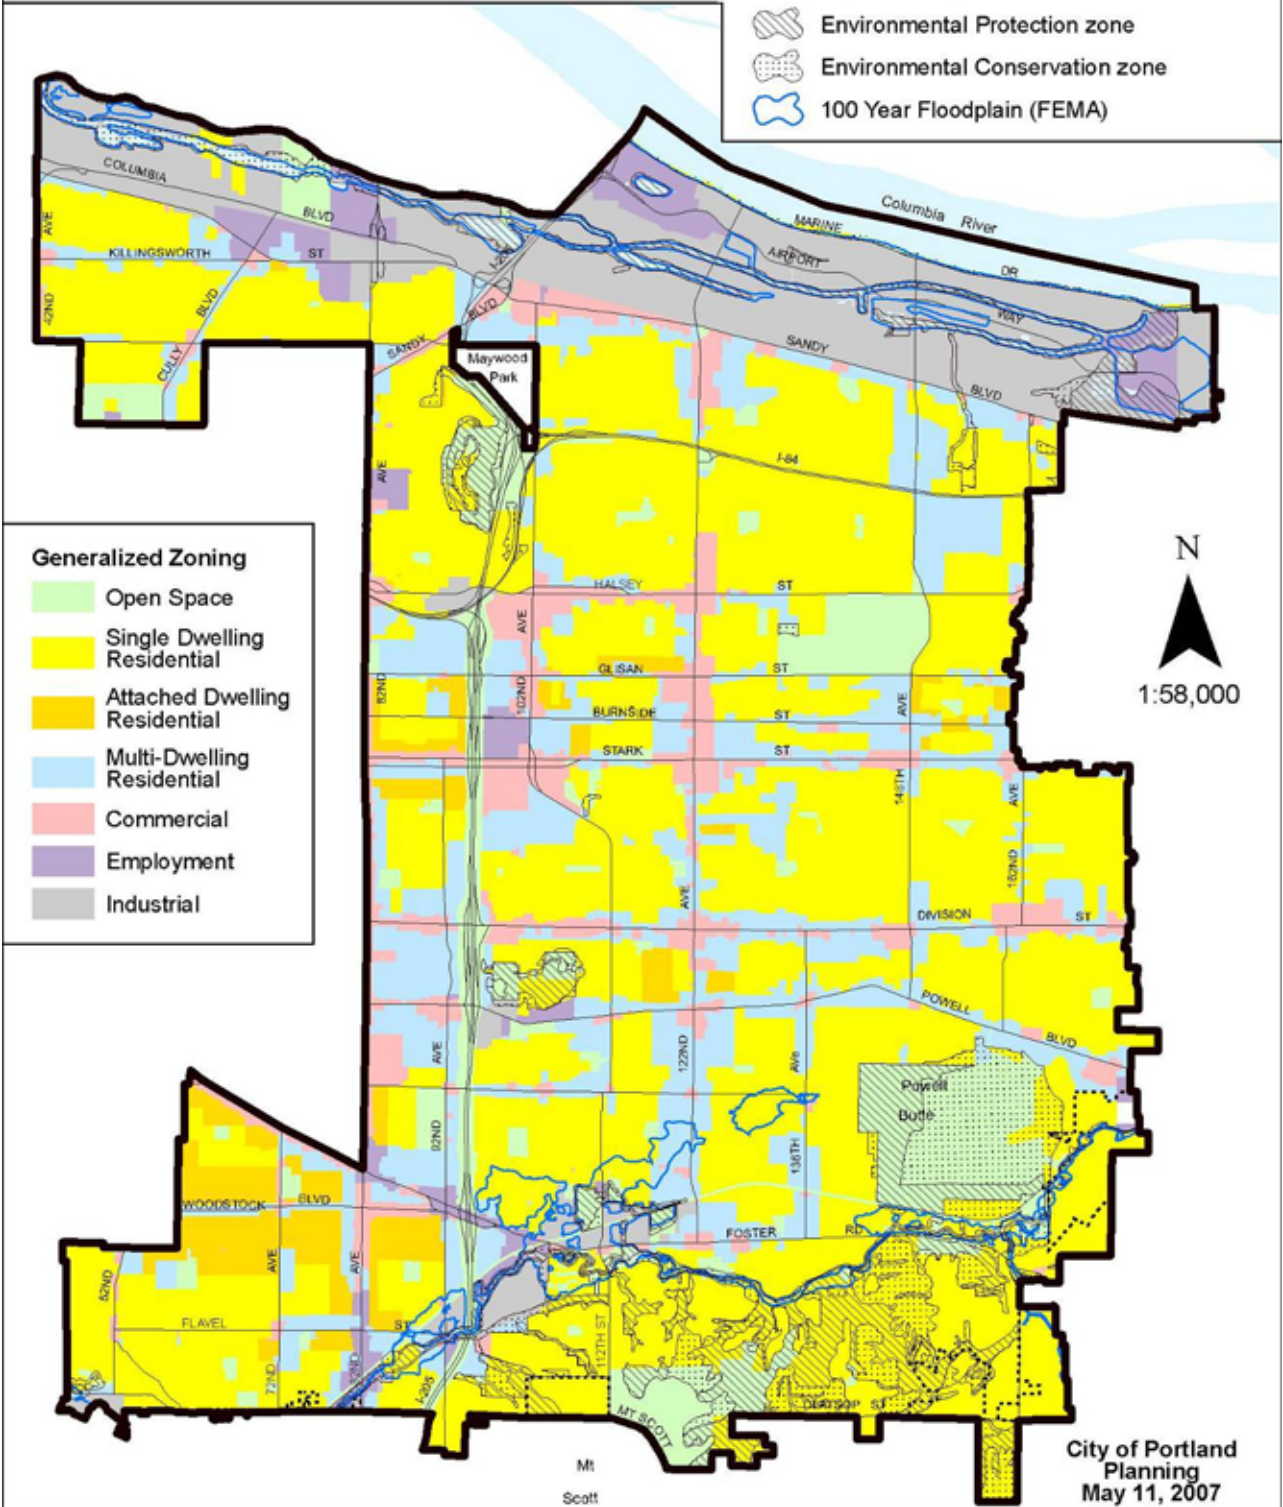 Environmental Protection zone
Environmental Conservation zone
100 Year Floodplain (FEMA)
COLUMBIA
BLVD
Columbia River
MARINE
DR
AIRPORT
WAY
AVE
KILLINGSWORTH
ST
I-205
42ND
BLVD
CULLY
SANDY
BLVD
SANDY
BLVD
Maywood
Park
I-84
AVE
Generalized Zoning
Open Space
Single Dwelling
Residential
Attached Dwelling
Residential
Multi-Dwelling
Residential
Commercial
Employment
Industrial
N
1:58,000
HALSEY
ST
AVE
GLISAN
ST
82ND
102ND
BURNSIDE
ST
AVE
STARK
ST
148TH
AVE
162ND
AVE
DIVISION
ST
POWELL
BLVD
AVE
122ND
AVE
Powell
Butte
92ND
136TH
WOODSTOCK
BLVD
FOSTER
RD
52ND
AVE
AVE
FLAVEL
ST
72ND
82ND
I-205
112TH ST
MT SCOTT
CLATSOP ST
Mt
Scott
City of Portland
Planning
May 11, 2007